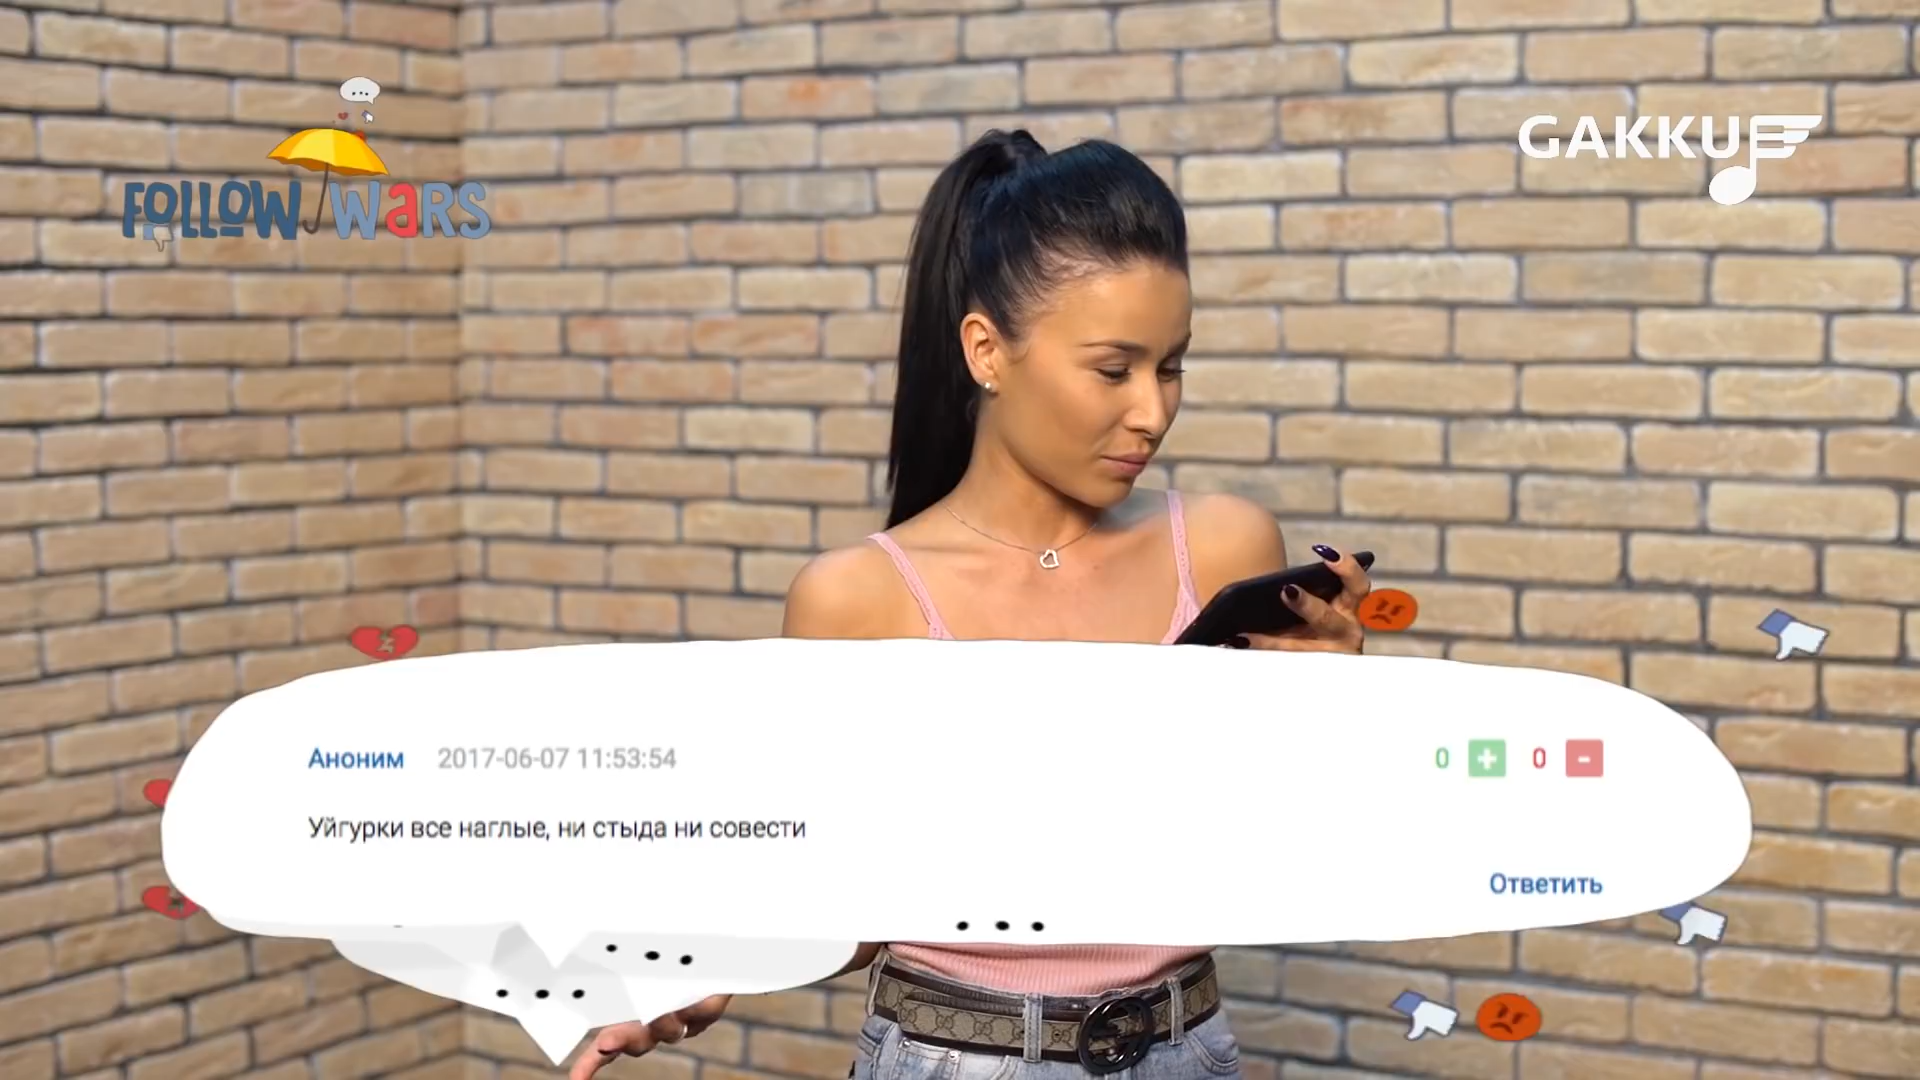 FOLLOW WARS
GAKKU
Аноним 2017-06-07 11:53:54 0 + 0 -
Уйгурки все наглые, ни стыда ни совести
Ответить